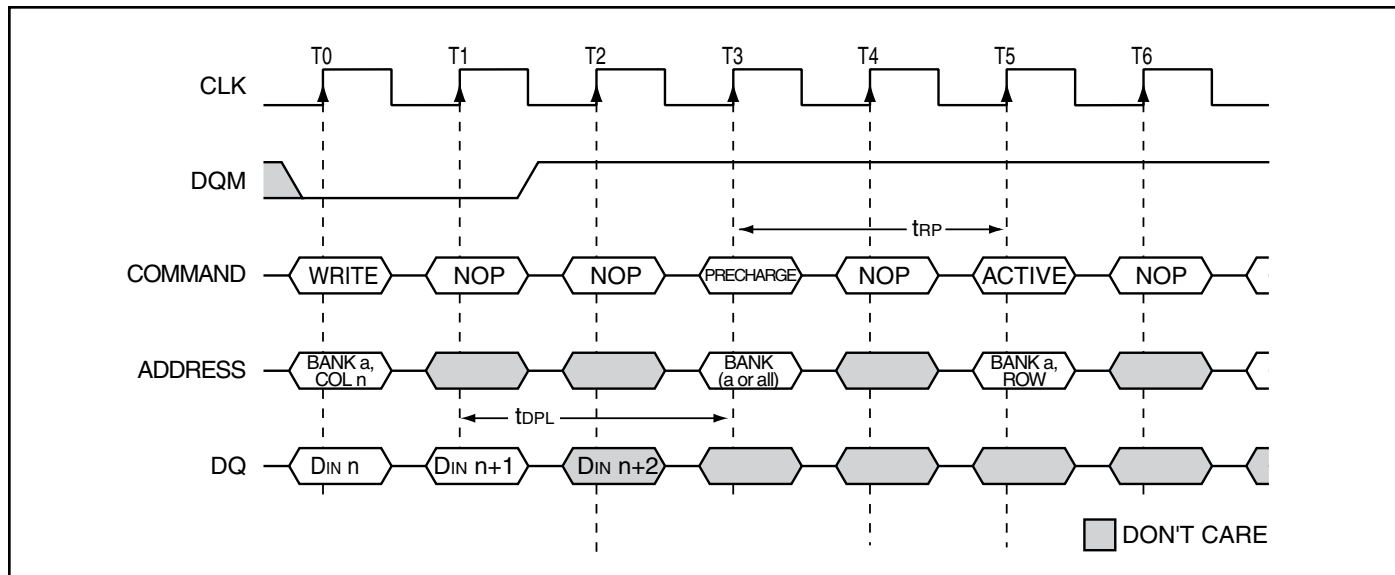 T0 T1 T2 T3 T4 T5 T6
CLK
DQM
tRP
COMMAND WRITE NOP NOP PRECHARGE NOP ACTIVE NOP
ADDRESS BANK a, COL n BANK (a or all) BANK a, ROW
tDPL
DQ DIN n DIN n+1 DIN n+2
DON'T CARE